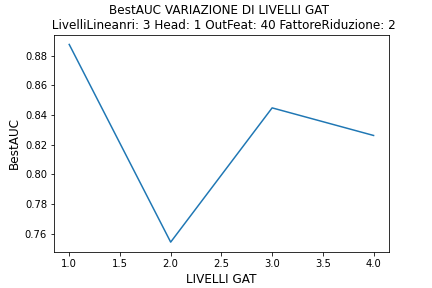 BestAUC VARIAZIONE DI LIVELLI GAT
LivelliLineanri: 3 Head: 1 OutFeat: 40 FattoreRiduzione: 2
0.88
0.86
0.84
0.82
0.80
0.78
0.76
BestAUC
1.0 1.5 2.0 2.5 3.0 3.5 4.0
LIVELLI GAT